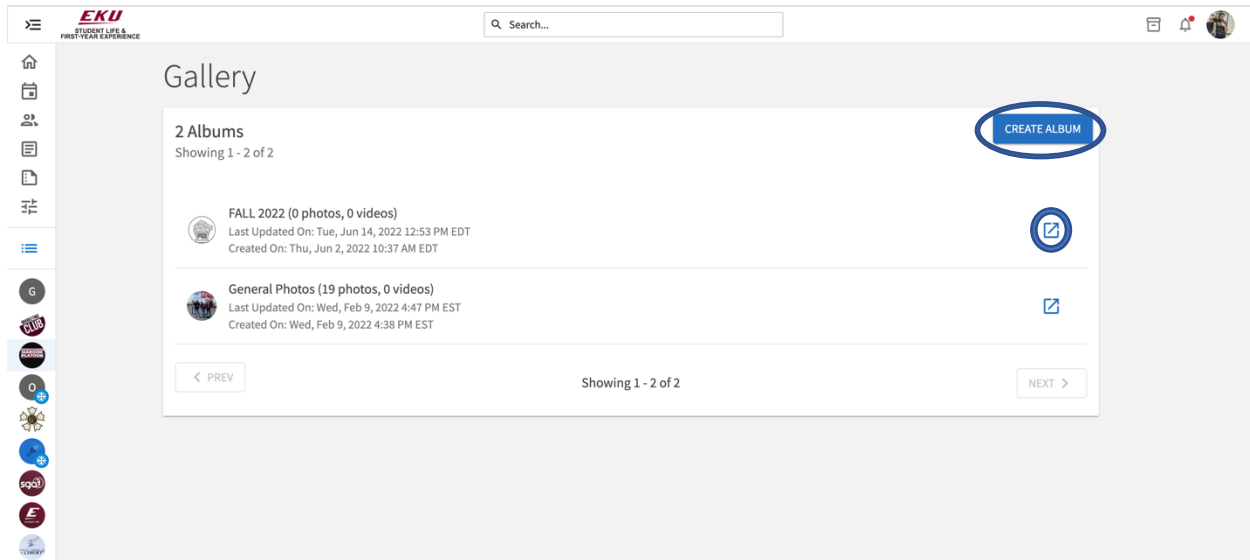 EKU
STUDENT LIFE &
FIRST-YEAR EXPERIENCE
Search...
Gallery
2 Albums
Showing 1 - 2 of 2
CREATE ALBUM
FALL 2022 (0 photos, 0 videos)
Last Updated On: Tue, Jun 14, 2022 12:53 PM EDT
Created On: Thu, Jun 2, 2022 10:37 AM EDT
General Photos (19 photos, 0 videos)
Last Updated On: Wed, Feb 9, 2022 4:47 PM EST
Created On: Wed, Feb 9, 2022 4:38 PM EST
PREV
Showing 1 - 2 of 2
NEXT
G
CLUB
MAROON
PLATOON
O
sga
E